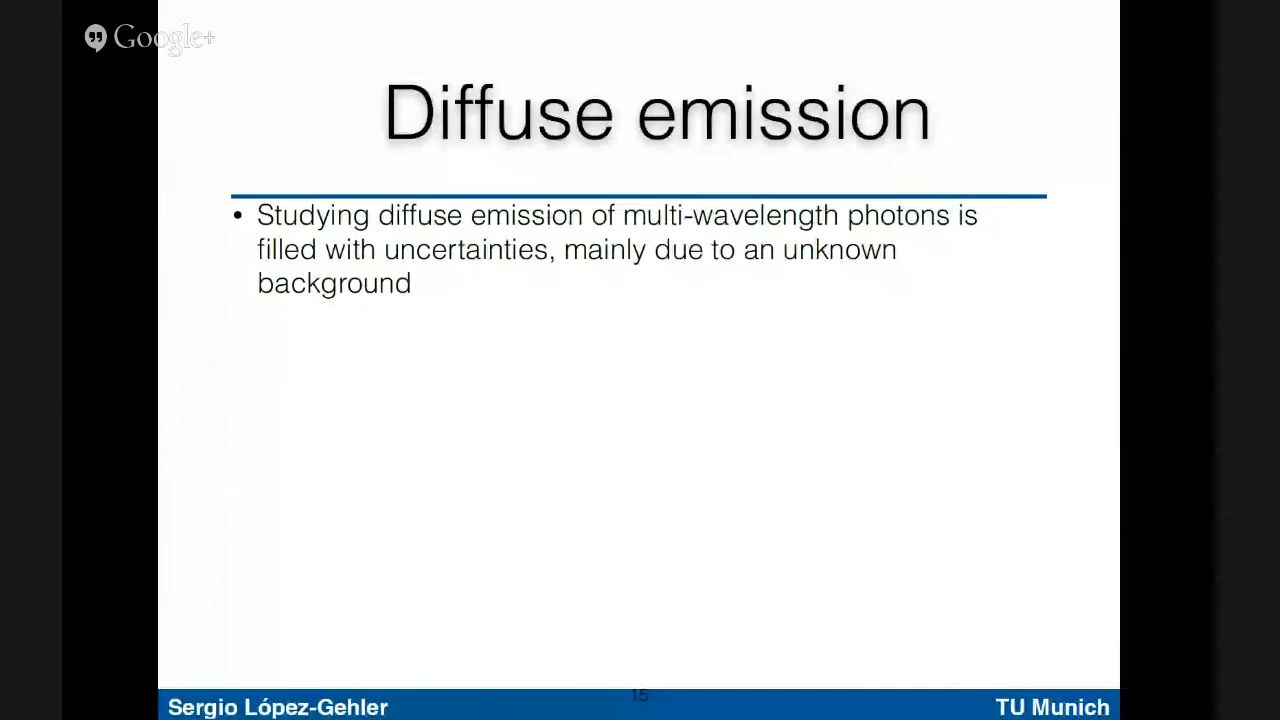 Google+
Diffuse emission
• Studying diffuse emission of multi-wavelength photons is
filled with uncertainties, mainly due to an unknown
background
15
Sergio López-Gehler
TU Munich